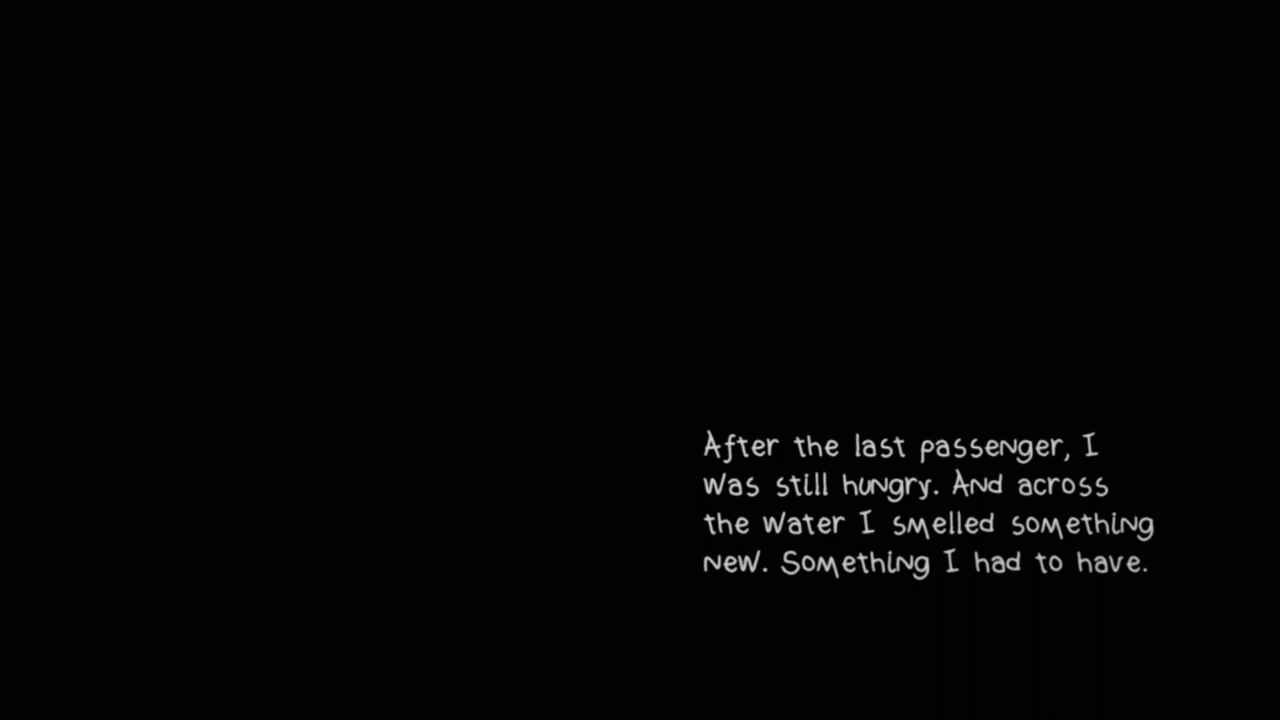 After the last passenger, I
was still hungry. And across
the water I smelled something
new. Something I had to have.